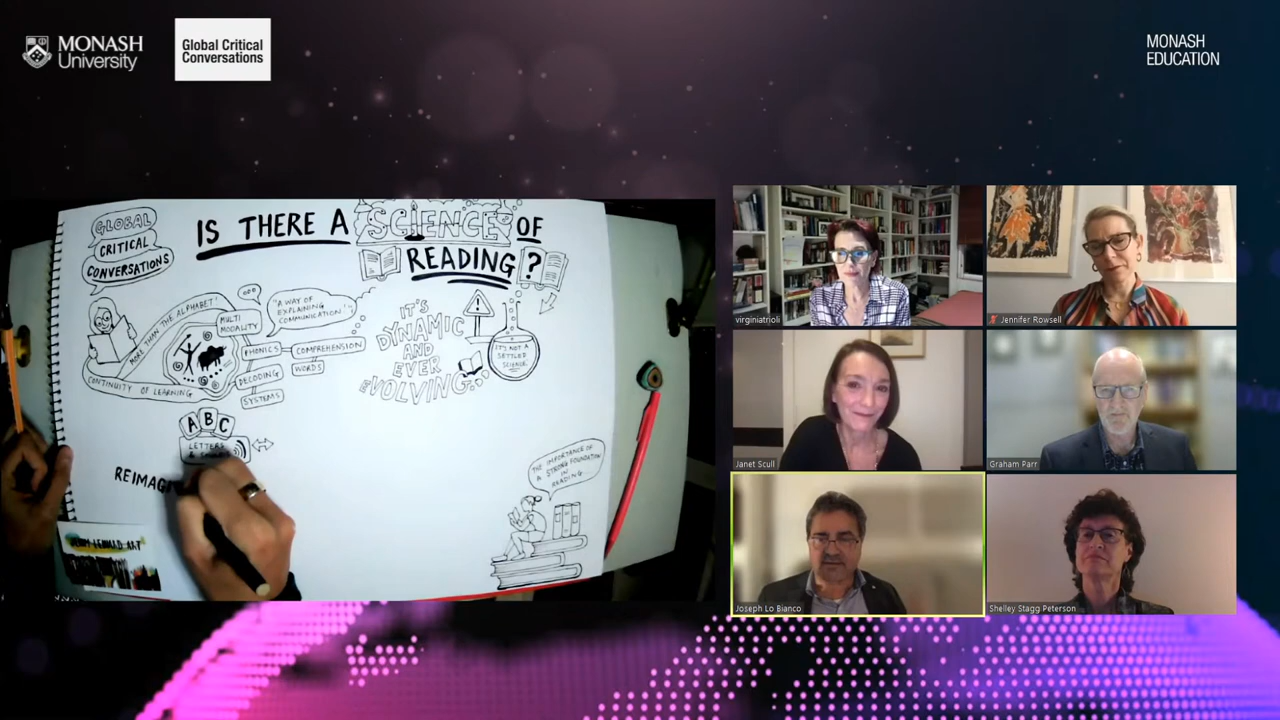 MONASH
University
Global Critical
Conversations
MONASH
EDUCATION
GLOBAL
CRITICAL
CONVERSATIONS
IS THERE A SCIENCE OF
READING?
MORE THAN THE ALPHABET!
CONTINUITY OF LEARNING
MULTI
MODALITY
"A WAY OF
EXPLAINING
COMMUNICATION!"
PHONICS
COMPREHENSION
WORDS
DECODING
SYSTEMS
IT'S
DYNAMIC
AND
EVER
EVOLVING.
IT'S NOT A
SETTLED
SCIENCE.
ABC
LETTERS
&
REIMAG
THE IMPORTANCE OF
A STRONG FOUNDATION
IN
READING
virginiatrioli
Jennifer Rowsell
Janet Scull
Graham Parr
Joseph Lo Bianco
Shelley Stagg Peterson